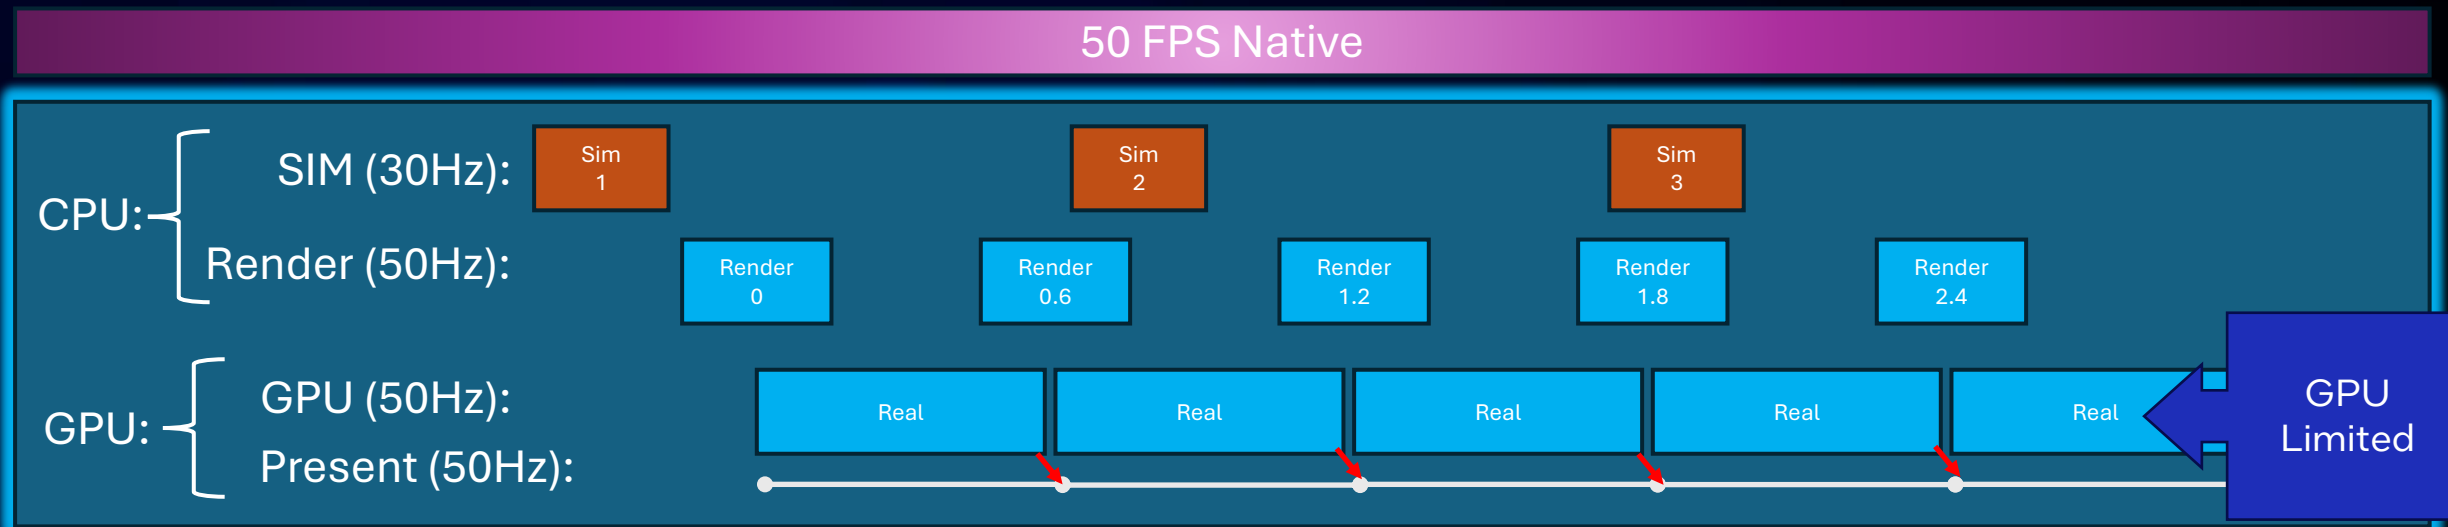 50 FPS Native
CPU:
SIM (30Hz):
Sim
1
Sim
2
Sim
3
Render (50Hz):
Render
0
Render
0.6
Render
1.2
Render
1.8
Render
2.4
GPU:
GPU (50Hz):
Real
Real
Real
Real
Real
GPU
Limited
Present (50Hz):